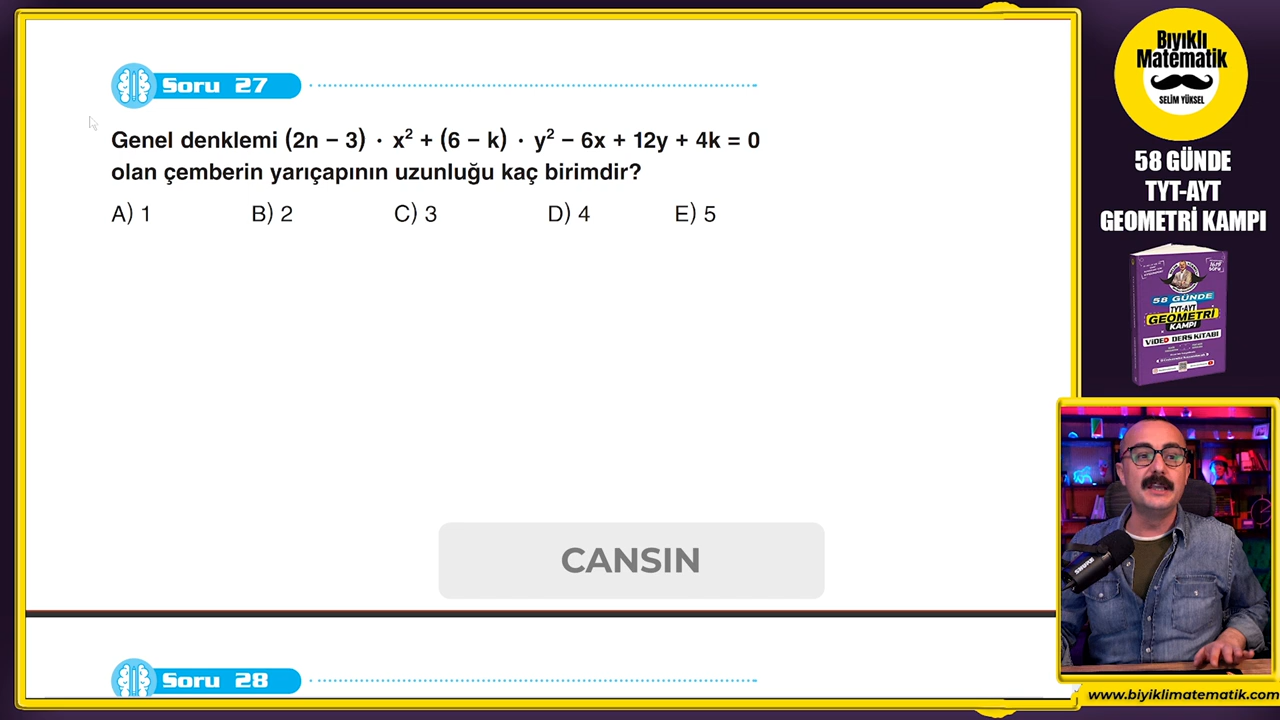 Soru 27
Genel denklemi (2n − 3) · x² + (6 − k) · y² − 6x + 12y + 4k = 0
olan çemberin yarıçapının uzunluğu kaç birimdir?
A) 1 B) 2 C) 3 D) 4 E) 5
CANSIN
Soru 28
Bıyıklı
Matematik
SELİM YÜKSEL
58 GÜNDE
TYT-AYT
GEOMETRİ KAMPI
58 GÜNDE
TYT-AYT
GEOMETRİ
KAMPI
VİDEO DERS KİTABI
www.biyiklimatematik.com